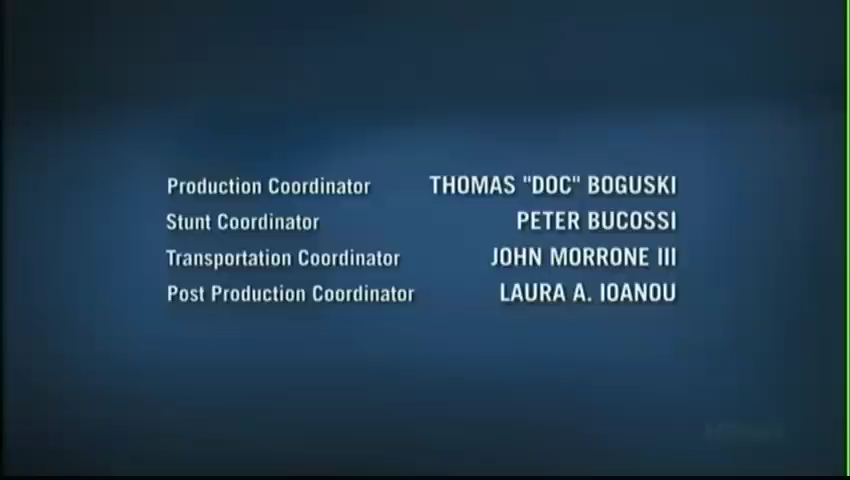 Production Coordinator THOMAS "DOC" BOGUSKI
Stunt Coordinator PETER BUCOSSI
Transportation Coordinator JOHN MORRONE III
Post Production Coordinator LAURA A. IOANOU